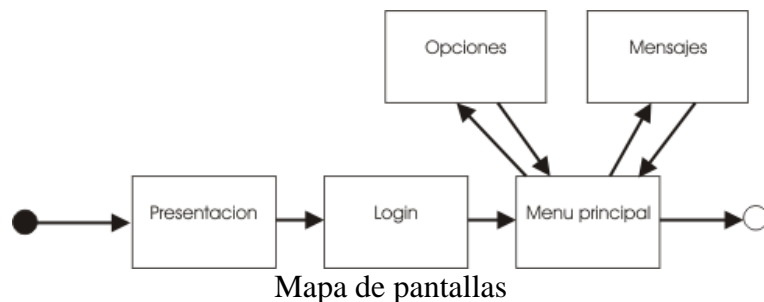 Opciones
Mensajes
Presentacion
Login
Menu principal
Mapa de pantallas